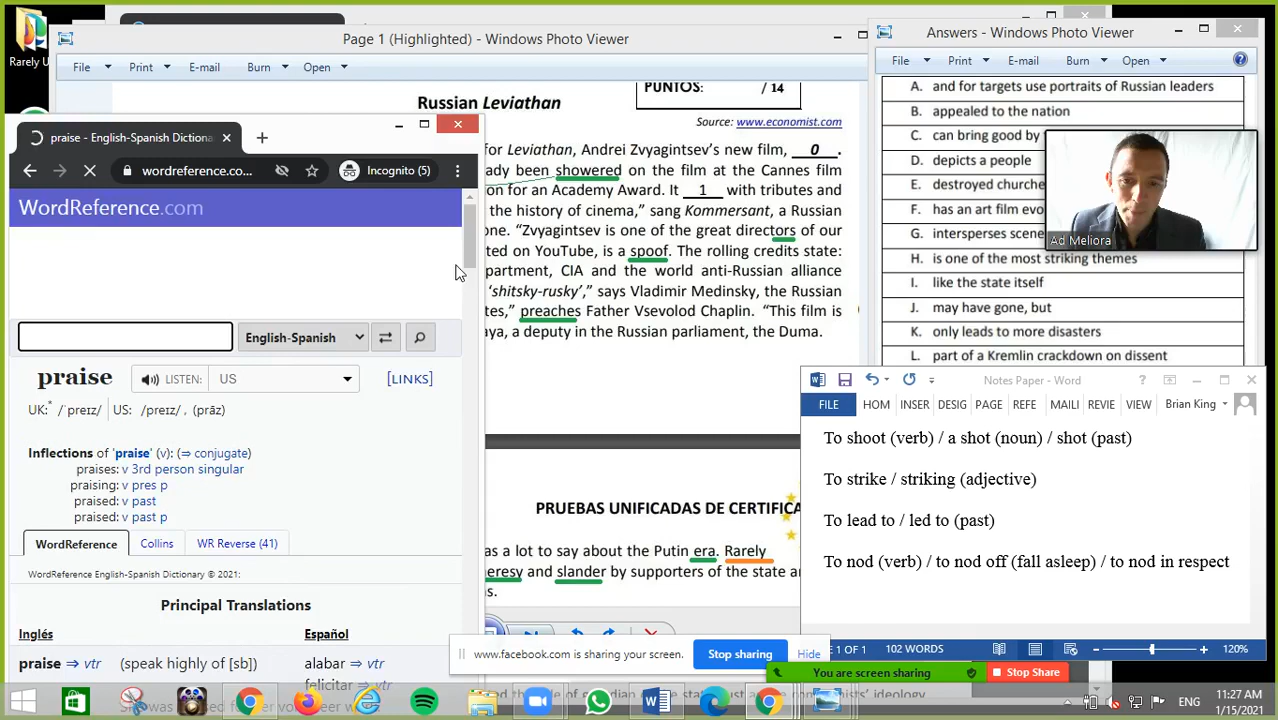 Rarely U
Page 1 (Highlighted) - Windows Photo Viewer
File Print E-mail Burn Open
PUNTOS: / 14
Russian Leviathan
Source: www.economist.com
for Leviathan, Andrei Zvyagintsev's new film, 0 .
ady been showered on the film at the Cannes film
on for an Academy Award. It 1 with tributes and
the history of cinema," sang Kommersant, a Russian
one. "Zvyagintsev is one of the great directors of our
ted on YouTube, is a spoof. The rolling credits state:
partment, CIA and the world anti-Russian alliance
'shitsky-rusky'," says Vladimir Medinsky, the Russian
tes," preaches Father Vsevolod Chaplin. "This film is
aya, a deputy in the Russian parliament, the Duma.
PRUEBAS UNIFICADAS DE CERTIFICA
as a lot to say about the Putin era. Rarely
eresy and slander by supporters of the state an
s.
praise - English-Spanish Dictiona
wordreference.co...
Incognito (5)
WordReference.com
English-Spanish
praise
LISTEN: US
[LINKS]
UK:* /ˈpreɪz/ US: /preɪz/ , (prāz)
Inflections of 'praise' (v): (⇒ conjugate)
praises: v 3rd person singular
praising: v pres p
praised: v past
praised: v past p
WordReference Collins WR Reverse (41)
WordReference English-Spanish Dictionary © 2021:
Principal Translations
Inglés Español
praise ⇒ vtr (speak highly of [sb]) alabar ⇒ vtr
felicitar ⇒ vtr
Answers - Windows Photo Viewer
File Print E-mail Burn Open
A. and for targets use portraits of Russian leaders
B. appealed to the nation
C. can bring good by
D. depicts a people
E. destroyed churche
F. has an art film evo
G. intersperses scene
H. is one of the most striking themes
I. like the state itself
J. may have gone, but
K. only leads to more disasters
L. part of a Kremlin crackdown on dissent
Ad Meliora
Notes Paper - Word
FILE HOM INSER DESIG PAGE REFE MAILI REVIE VIEW Brian King
To shoot (verb) / a shot (noun) / shot (past)
To strike / striking (adjective)
To lead to / led to (past)
To nod (verb) / to nod off (fall asleep) / to nod in respect
1 OF 1 102 WORDS 120%
www.facebook.com is sharing your screen. Stop sharing Hide
You are screen sharing Stop Share
ENG
11:27 AM
1/15/2021